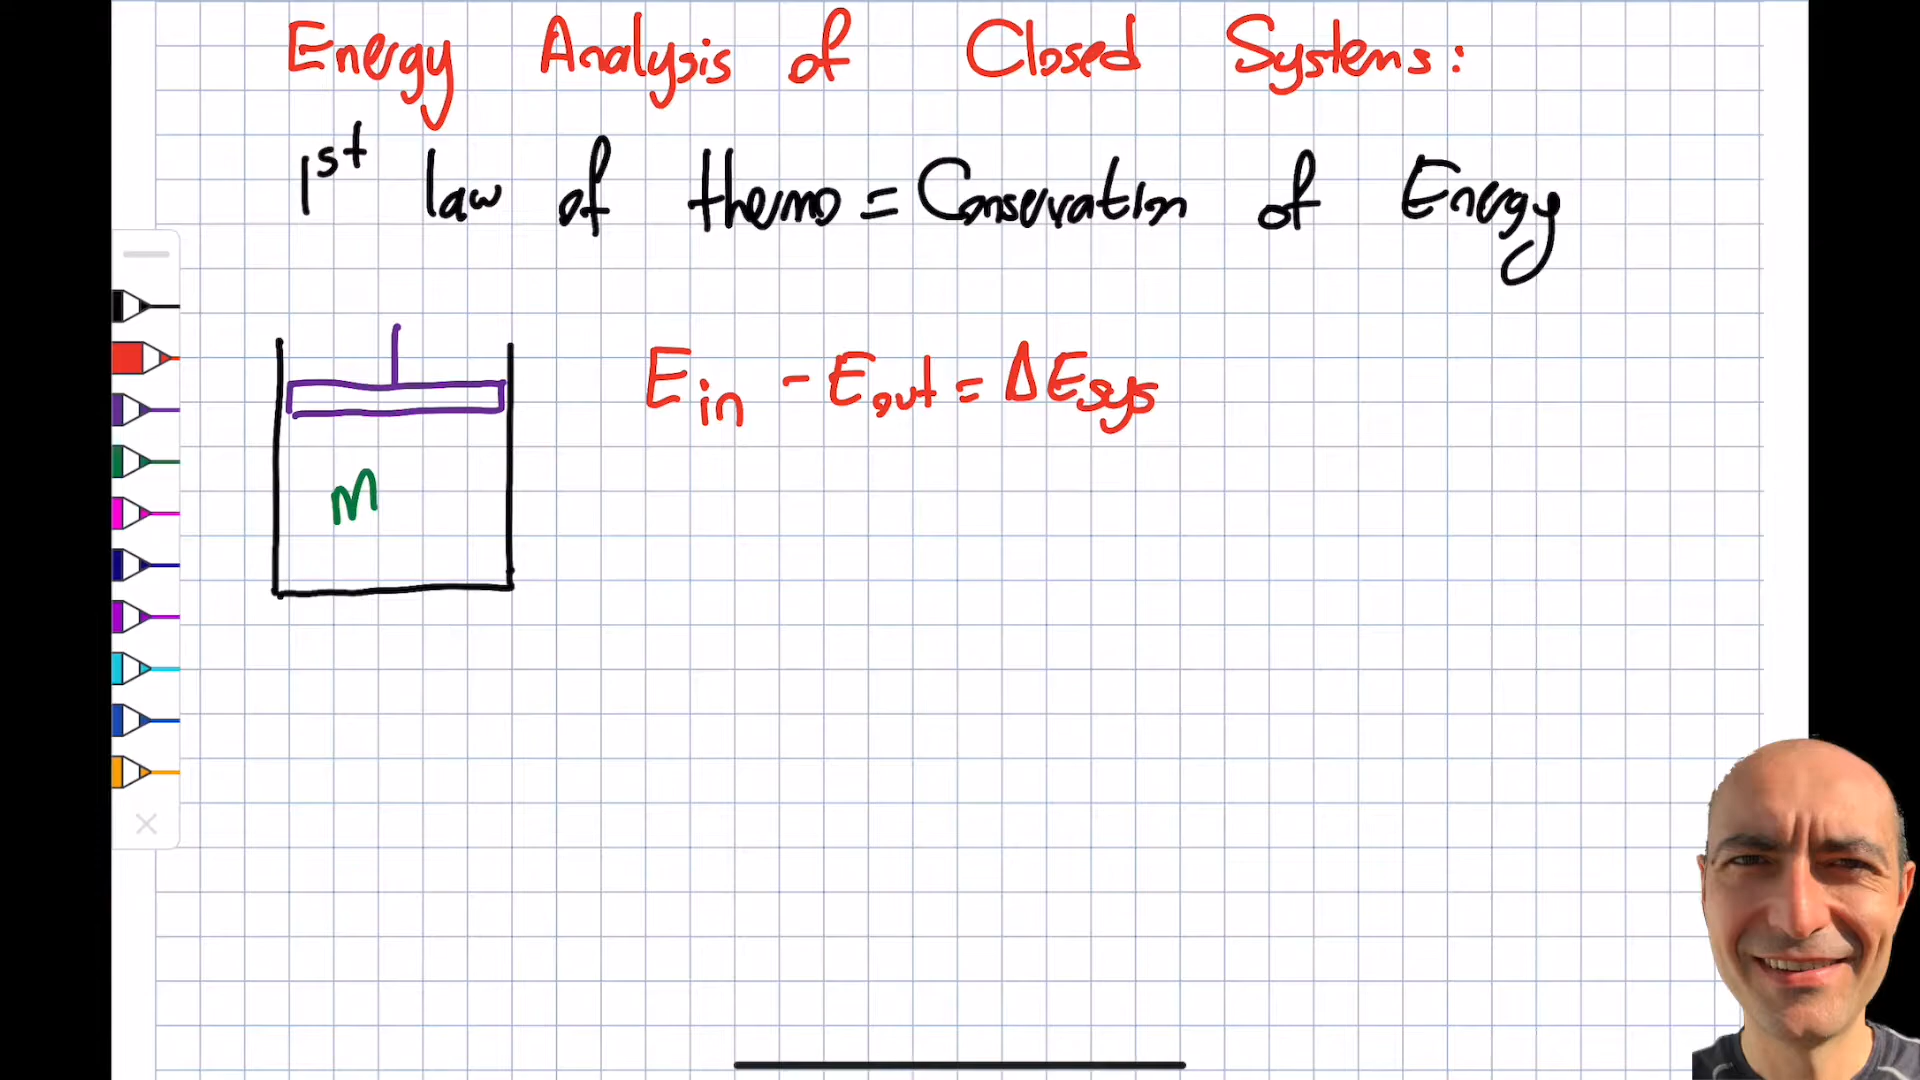 Energy Analysis of Closed Systems:
1st law of thermo = Conservation of Energy
Ein - Eout = ΔEsys
m